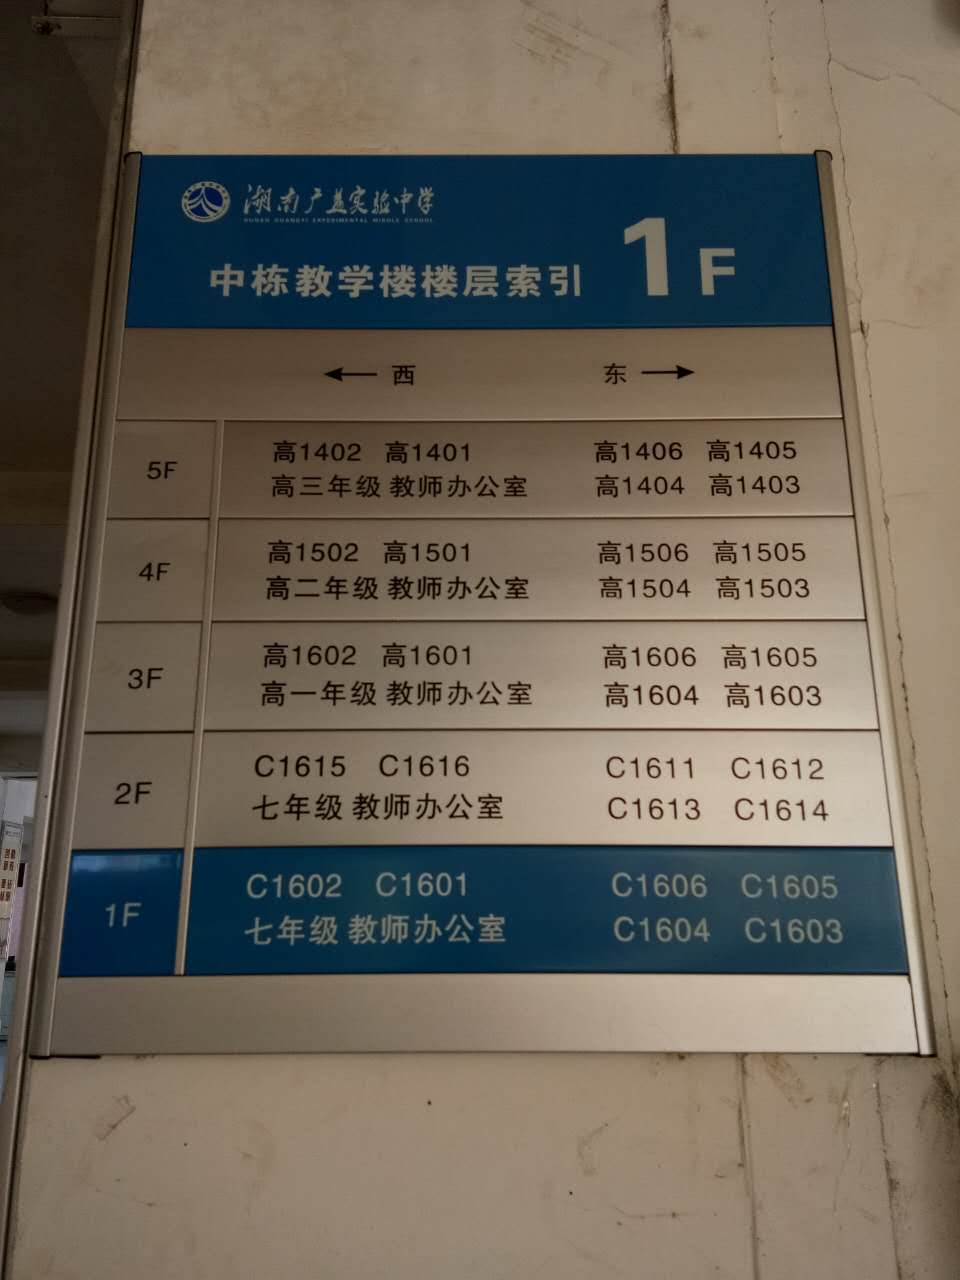 湖南广益实验中学
HUNAN GUANGYI EXPERIMENTAL MIDDLE SCHOOL
中栋教学楼楼层索引 1F
西 东
5F
高1402 高1401 高1406 高1405
高三年级 教师办公室 高1404 高1403
4F
高1502 高1501 高1506 高1505
高二年级 教师办公室 高1504 高1503
3F
高1602 高1601 高1606 高1605
高一年级 教师办公室 高1604 高1603
2F
C1615 C1616 C1611 C1612
七年级 教师办公室 C1613 C1614
1F
C1602 C1601 C1606 C1605
七年级 教师办公室 C1604 C1603